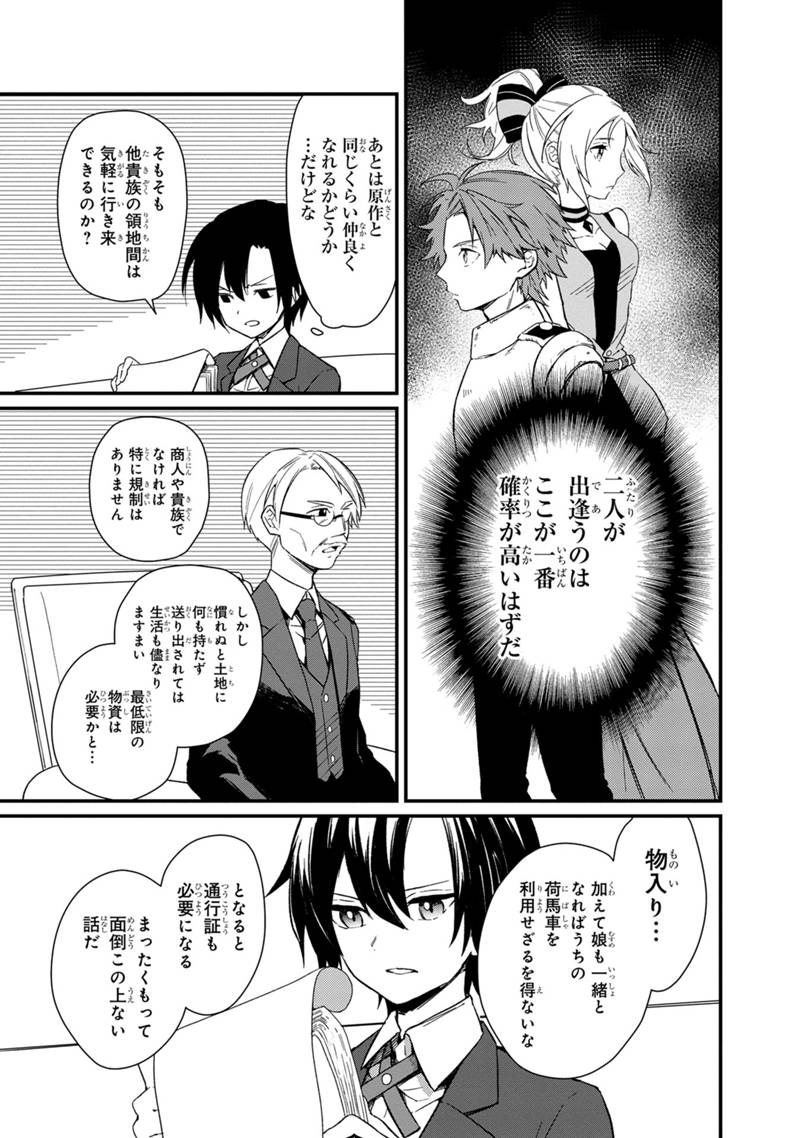 二人が
出逢うのは
ここが一番
確率が高いはずだ
あとは原作と
同じくらい仲良く
なれるかどうか
…だけどな
そもそも
他貴族の領地間は
気軽に行き来
できるのか?
商人や貴族で
なければ
特に規制は
ありません
しかし
慣れぬと土地に
何も持たず
送り出されては
生活も儘なり
ますまい
最低限の
物資は
必要かと…
物入り…
加えて娘も一緒と
なればうちの
荷馬車を
利用せざるを得ないな
となると
通行証も
必要になる
まったくもって
面倒この上ない
話だ